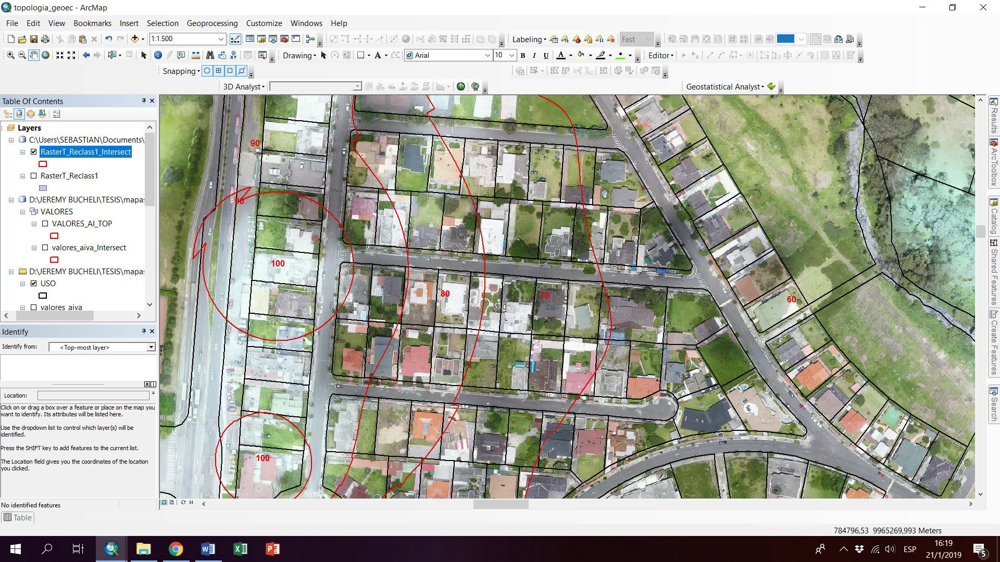 topologia_geoec - ArcMap
File Edit View Bookmarks Insert Selection Geoprocessing Customize Windows Help
1:1.500
Labeling
Fast
100%
Drawing
Arial
10
B I U A
Editor
Snapping
3D Analyst
Geostatistical Analyst
Table Of Contents
Layers
C:\Users\SEBASTIAN\Documents\
RasterT_Reclass1_Intersect
RasterT_Reclass1
D:\JEREMY BUCHELI\TESIS\mapas
VALORES
VALORES_AI_TOP
valores_aiva_Intersect
D:\JEREMY BUCHELI\TESIS\mapas
USO
valores_aiva
Identify
Identify from: <Top-most layer>
Location:
Click on or drag a box over a feature or place on the map you
want to identify. Its attributes will be listed here.
Use the dropdown list to control which layer(s) will be
identified.
Press the SHIFT key to add features to the current list.
The Location field gives you the coordinates of the location
you clicked.
No identified features
Table
90
90
100
80
70
60
100
Results
ArcToolbox
Catalog
Shared Features
Create Features
Search
784796,53 9965269,993 Meters
ESP
16:19
21/1/2019
5